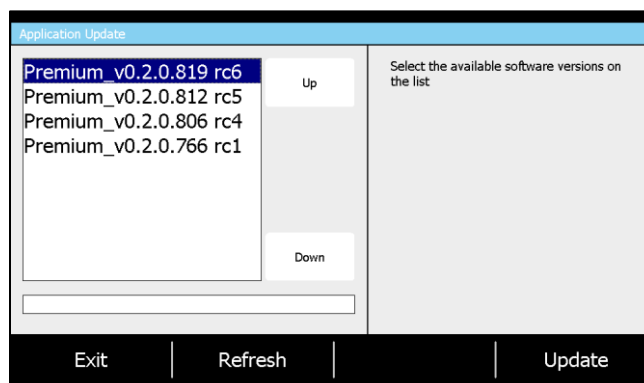 Application Update
Premium_v0.2.0.819 rc6
Premium_v0.2.0.812 rc5
Premium_v0.2.0.806 rc4
Premium_v0.2.0.766 rc1
Up
Down
Select the available software versions on
the list
Exit
Refresh
Update